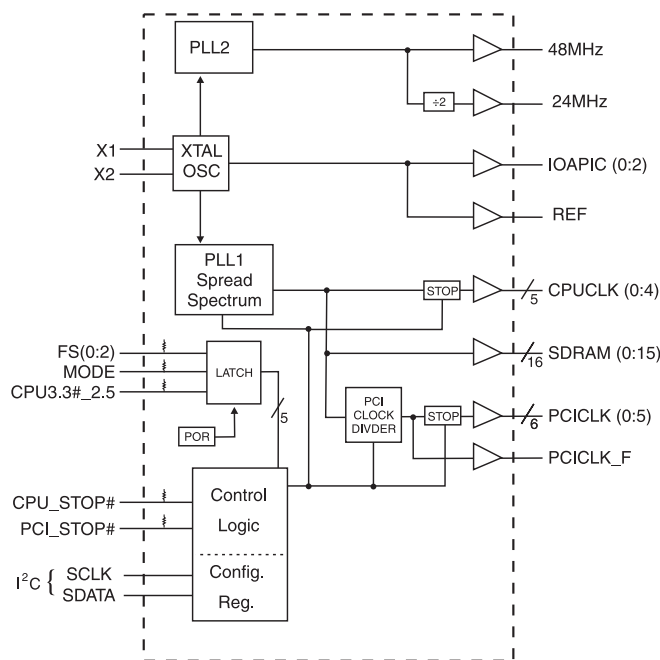 PLL2
48MHz
÷2
24MHz
X1
X2
XTAL
OSC
IOAPIC (0:2)
REF
PLL1
Spread
Spectrum
STOP
5
CPUCLK (0:4)
FS(0:2)
MODE
CPU3.3#_2.5
LATCH
5
POR
16
SDRAM (0:15)
PCI
CLOCK
DIVDER
STOP
6
PCICLK (0:5)
PCICLK_F
CPU_STOP#
PCI_STOP#
Control
Logic
I²C { SCLK
SDATA
Config.
Reg.